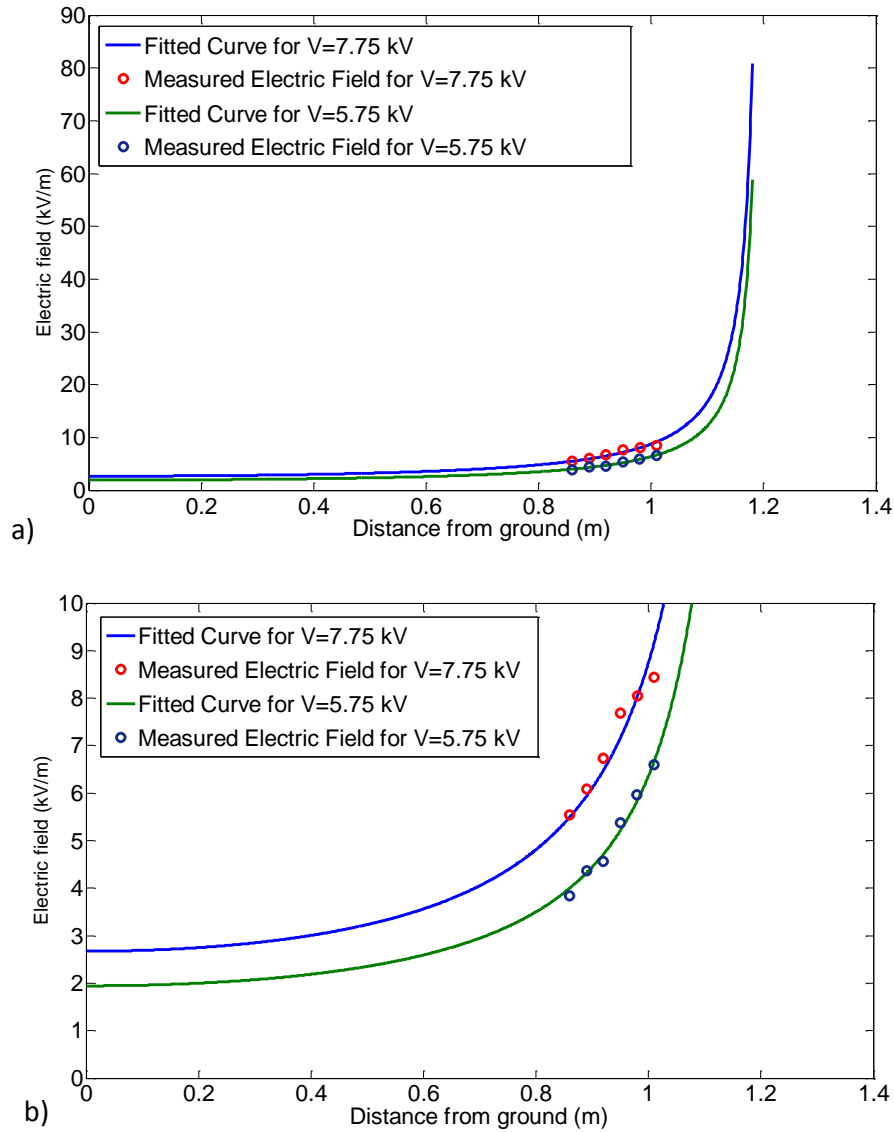 90
80
70
60
50
40
30
20
10
0
Electric field (kV/m)
Fitted Curve for V=7.75 kV
Measured Electric Field for V=7.75 kV
Fitted Curve for V=5.75 kV
Measured Electric Field for V=5.75 kV
0 0.2 0.4 0.6 0.8 1 1.2 1.4
Distance from ground (m)
a)
10
9
8
7
6
5
4
3
2
1
0
Electric field (kV/m)
Fitted Curve for V=7.75 kV
Measured Electric Field for V=7.75 kV
Fitted Curve for V=5.75 kV
Measured Electric Field for V=5.75 kV
0 0.2 0.4 0.6 0.8 1 1.2 1.4
Distance from ground (m)
b)